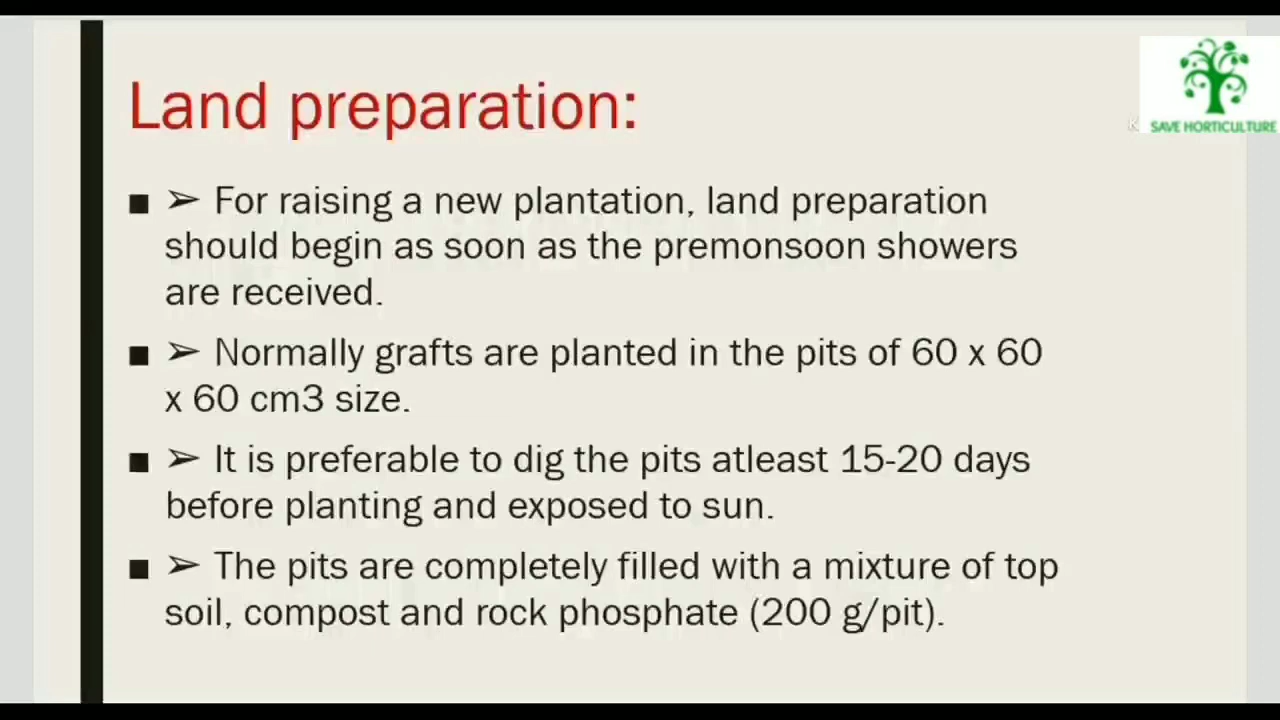 Land preparation:
K SAVE HORTICULTURE
■ ➢ For raising a new plantation, land preparation
should begin as soon as the premonsoon showers
are received.
■ ➢ Normally grafts are planted in the pits of 60 x 60
x 60 cm3 size.
■ ➢ It is preferable to dig the pits atleast 15-20 days
before planting and exposed to sun.
■ ➢ The pits are completely filled with a mixture of top
soil, compost and rock phosphate (200 g/pit).